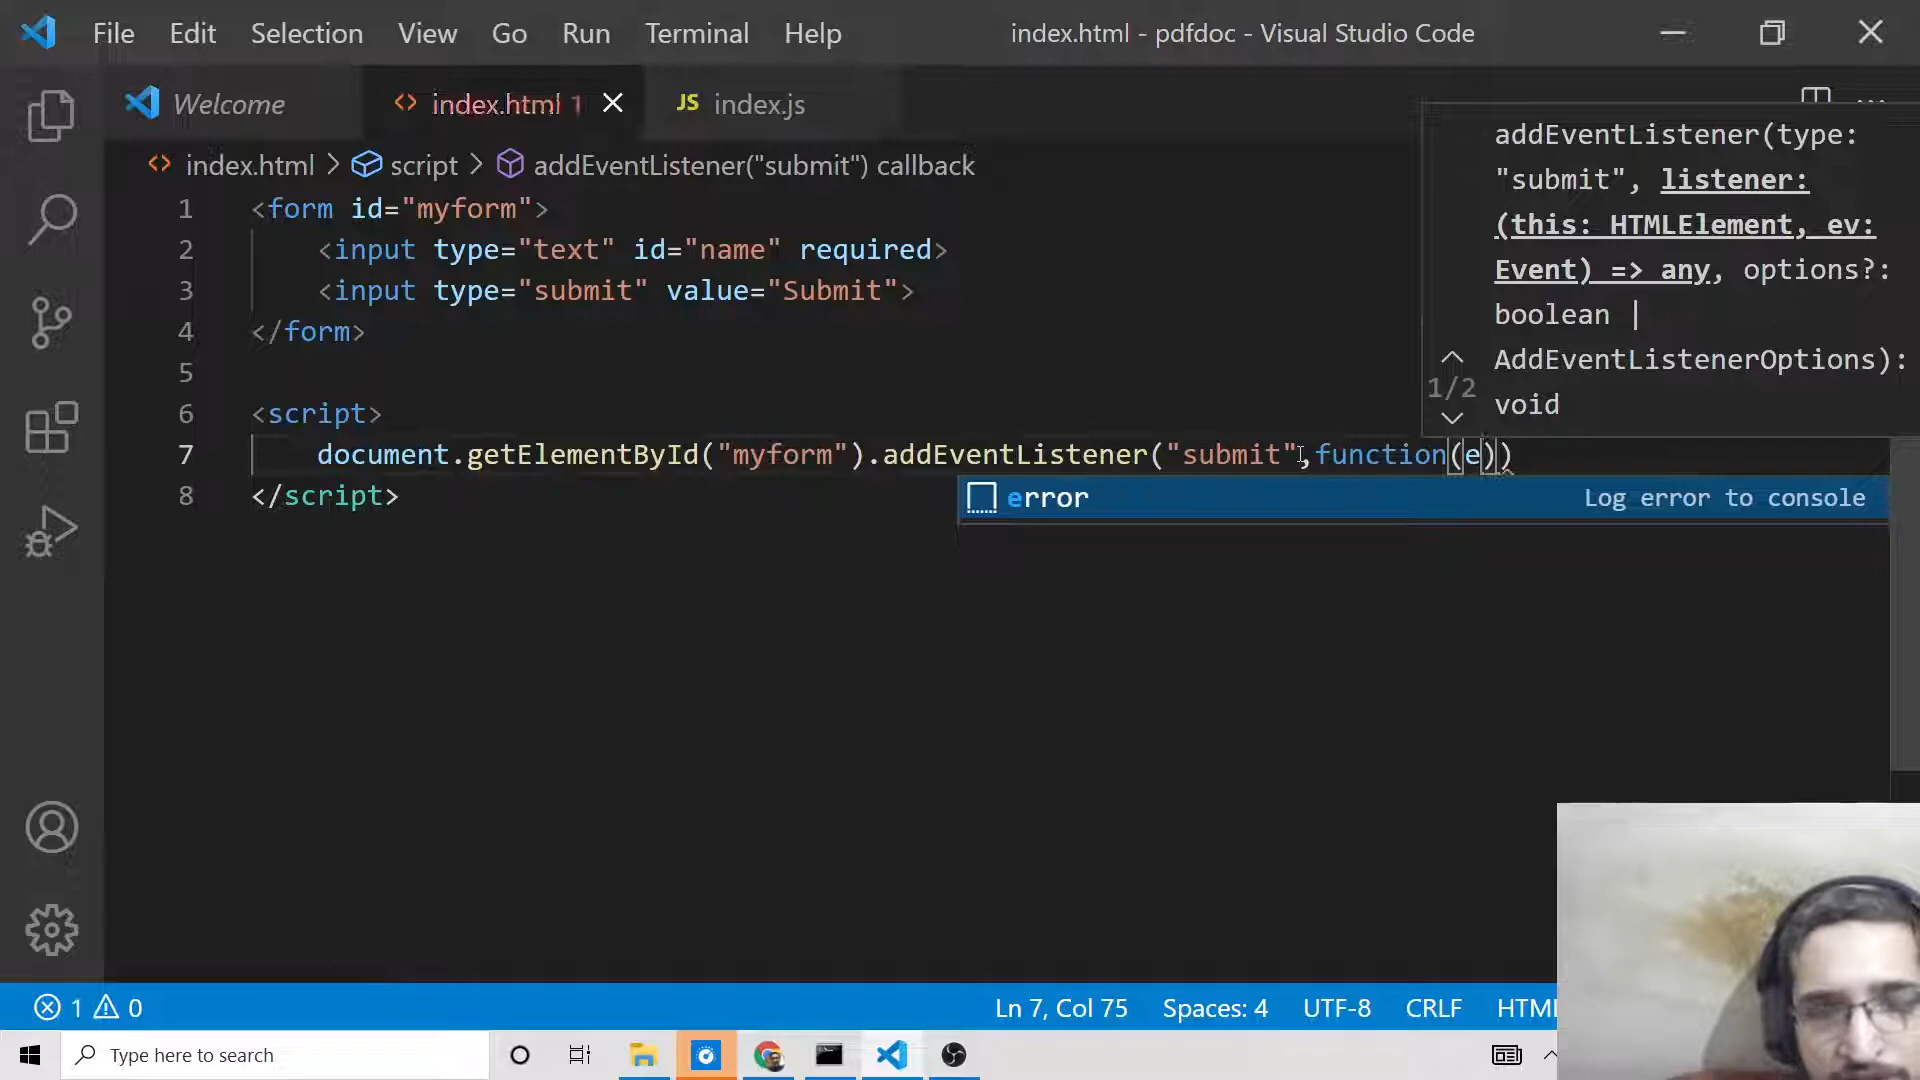 File Edit Selection View Go Run Terminal Help index.html - pdfdoc - Visual Studio Code
Welcome index.html 1 JS index.js
index.html > script > addEventListener("submit") callback
1 <form id="myform">
2 <input type="text" id="name" required>
3 <input type="submit" value="Submit">
4 </form>
5
6 <script>
7 document.getElementById("myform").addEventListener("submit",function(e))
8 </script>
addEventListener(type:
"submit", listener:
(this: HTMLElement, ev:
Event) => any, options?:
boolean |
AddEventListenerOptions):
void
1/2
error Log error to console
1 0 Ln 7, Col 75 Spaces: 4 UTF-8 CRLF HTML
Type here to search